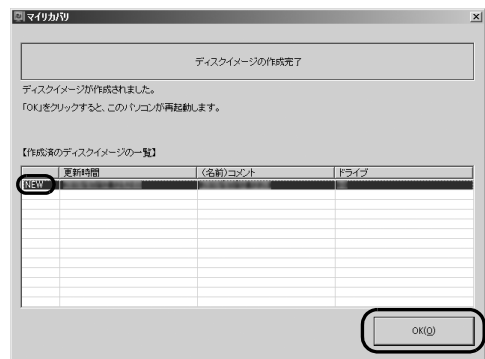 マイリカバリ
ディスクイメージの作成完了
ディスクイメージが作成されました。
「OK」をクリックすると、このパソコンが再起動します。
【作成済のディスクイメージの一覧】
更新時間 (名前)コメント ドライブ
NEW
OK(O)